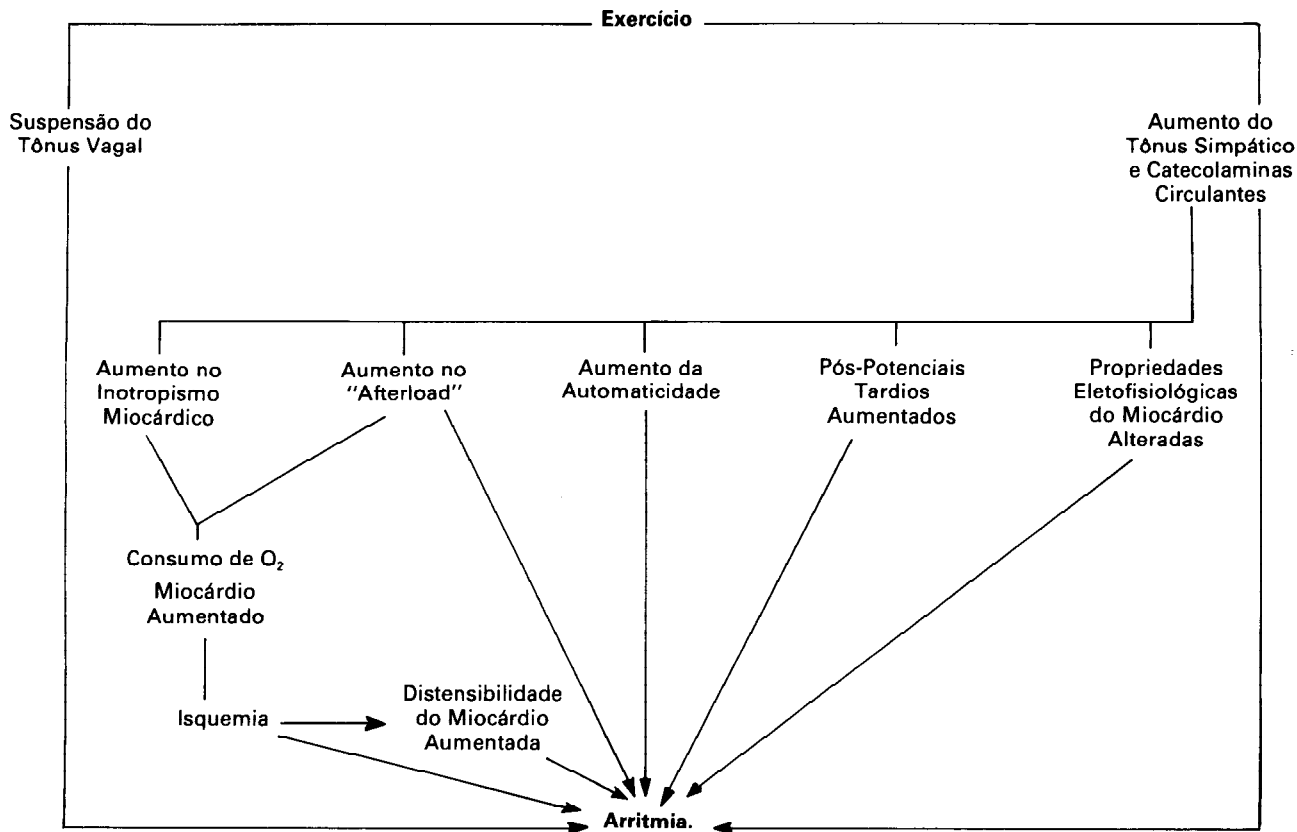 Exercício
Suspensão do
Tônus Vagal
Aumento do
Tônus Simpático
e Catecolaminas
Circulantes
Aumento no
Inotropismo
Miocárdico
Aumento no
"Afterload"
Aumento da
Automaticidade
Pós-Potenciais
Tardios
Aumentados
Propriedades
Eletofisiológicas
do Miocárdio
Alteradas
Consumo de O₂
Miocárdio
Aumentado
Isquemia
Distensibilidade
do Miocárdio
Aumentada
Arritmia.